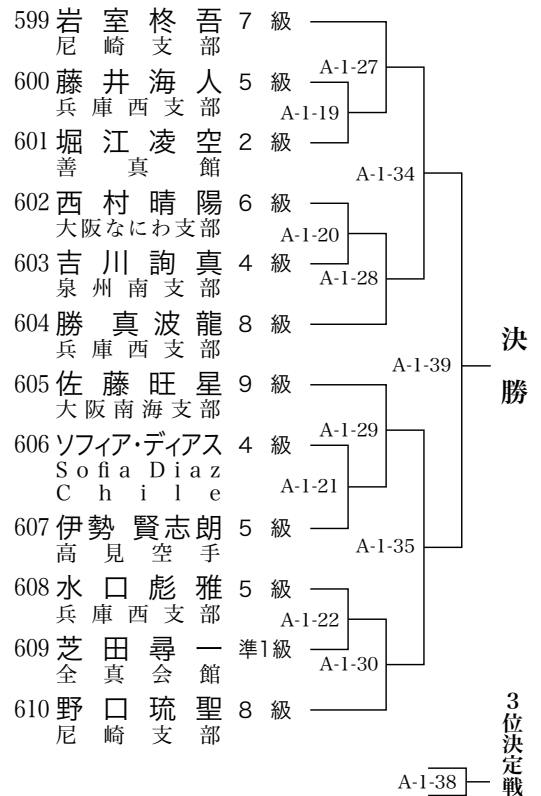 599 岩室柊吾 7級
尼崎支部
A-1-27
600 藤井海人 5級
兵庫西支部
A-1-19
601 堀江凌空 2級
善真館
A-1-34
602 西村晴陽 6級
大阪なにわ支部
A-1-20
603 吉川詢真 4級
泉州南支部
A-1-28
604 勝真波龍 8級
兵庫西支部
A-1-39
決勝
605 佐藤旺星 9級
大阪南海支部
A-1-29
606 ソフィア・ディアス 4級
Sofia Diaz
Chile
A-1-21
607 伊勢賢志朗 5級
高見空手
A-1-35
608 水口彪雅 5級
兵庫西支部
A-1-22
609 芝田尋一 準1級
全真会館
A-1-30
610 野口琉聖 8級
尼崎支部
3位決定戦
A-1-38